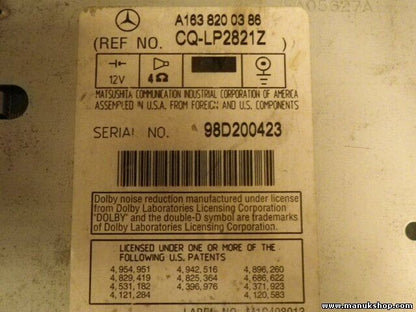 A05627A
A163 820 03 86
(REF NO. CQ-LP2821Z)
12V 4Ω
MATSUSHITA COMMUNICATION INDUSTRIAL CORPORATION OF AMERICA
ASSEMBLED IN U.S.A. FROM FOREIGN AND U.S. COMPONENTS
SERIAL NO. 98D200423
Dolby noise reduction manufactured under license
from Dolby Laboratories Licensing Corporation.
"DOLBY" and the double-D symbol are trademarks
of Dolby Laboratories Licensing Corporation.
LICENSED UNDER ONE OR MORE OF THE
FOLLOWING U.S. PATENTS
4,954,951 4,942,516 4,896,260
4,829,419 4,825,364 4,686,622
4,531,182 4,396,976 4,371,923
4,121,284 4,120,583
LABEL NO.
www.manukshop.com